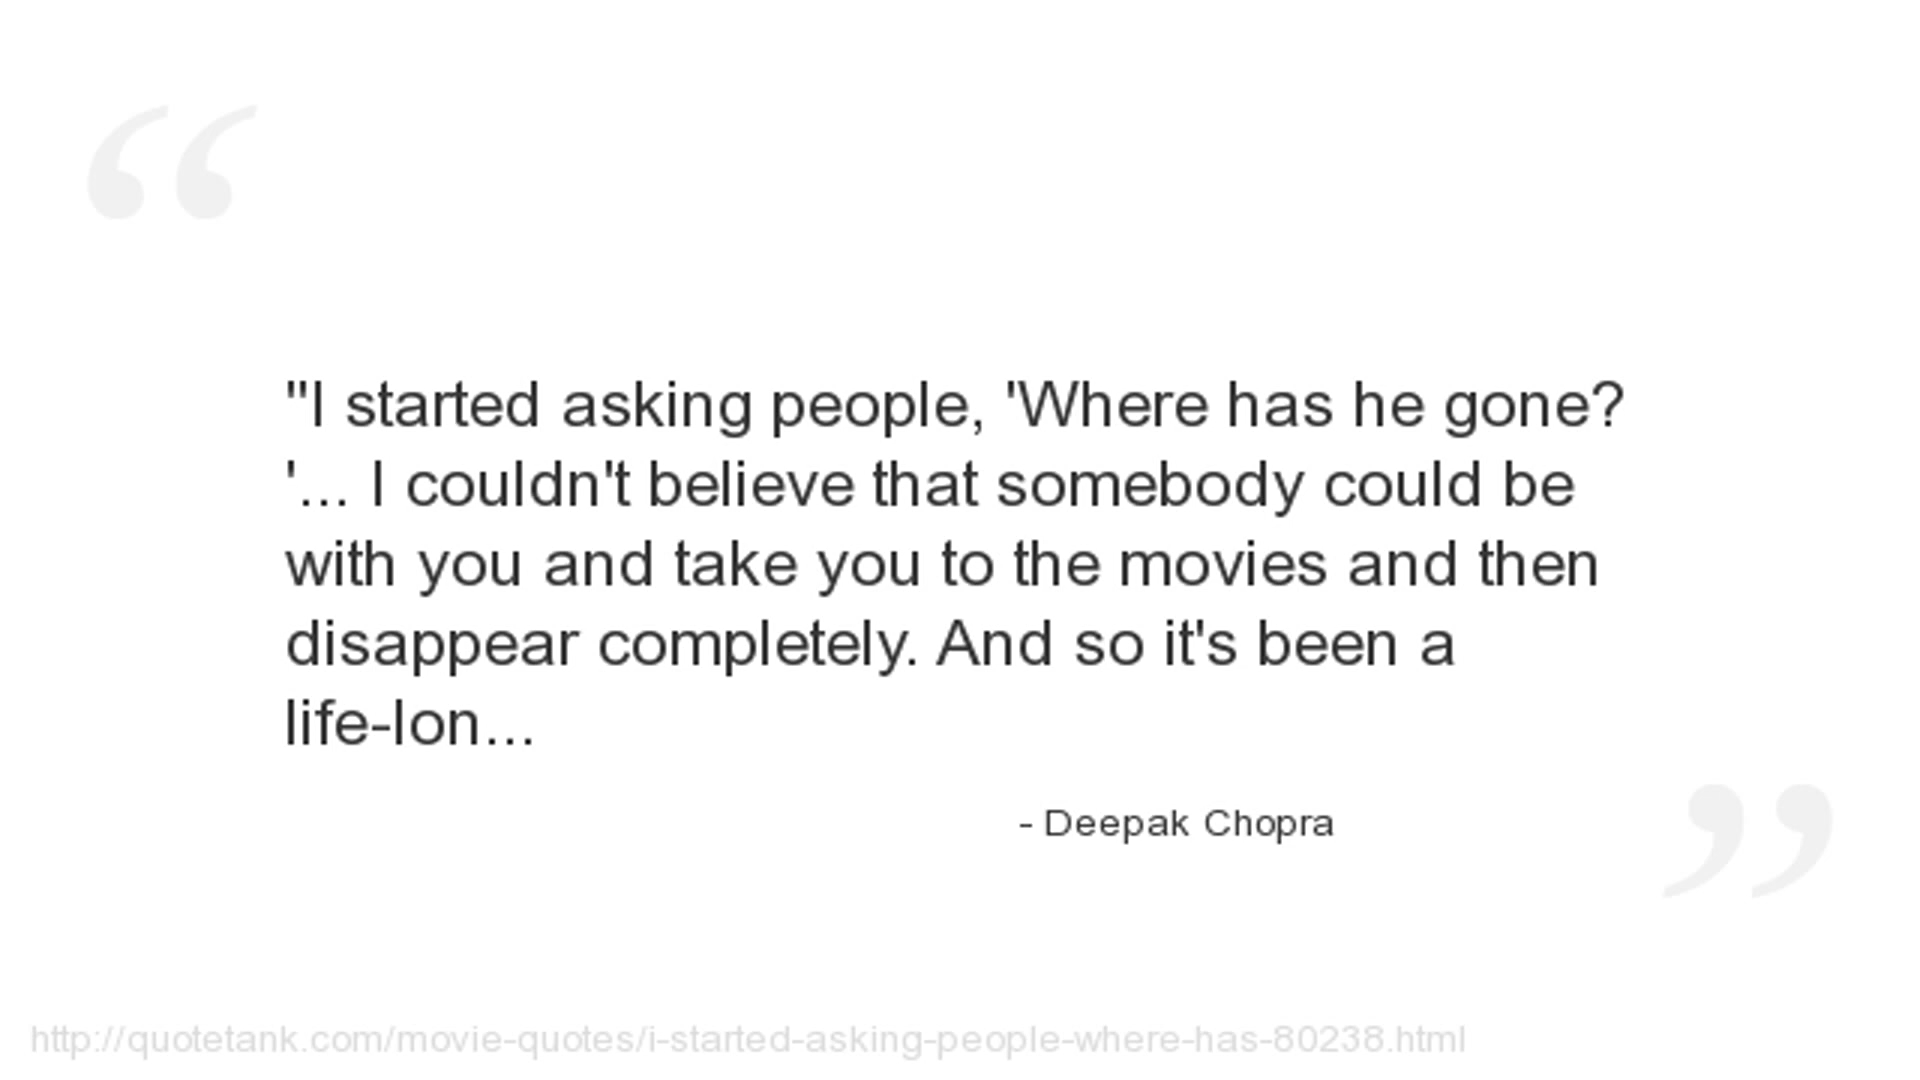 "I started asking people, 'Where has he gone?
'... I couldn't believe that somebody could be
with you and take you to the movies and then
disappear completely. And so it's been a
life-lon...
- Deepak Chopra
http://quotetank.com/movie-quotes/i-started-asking-people-where-has-80238.html